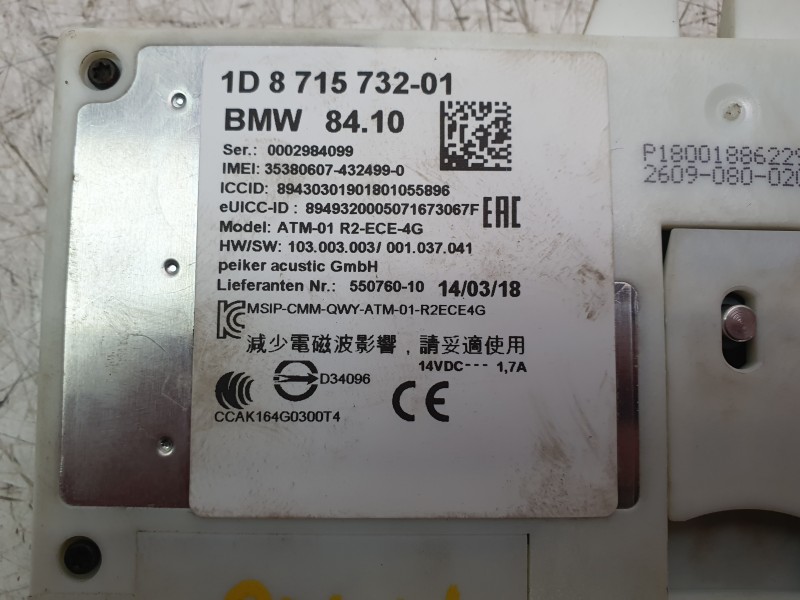 1D 8 715 732-01
BMW 84.10
Ser.: 0002984099
IMEI: 35380607-432499-0
ICCID: 89430301901801055896
eUICC-ID : 8949320005071673067F
EAC
Model: ATM-01 R2-ECE-4G
HW/SW: 103.003.003/ 001.037.041
peiker acustic GmbH
Lieferanten Nr.: 550760-10 14/03/18
MSIP-CMM-QWY-ATM-01-R2ECE4G
減少電磁波影響，請妥適使用
14VDC 1,7A
D34096
CCAK164G0300T4
CE
P1800188622
2609-080-02